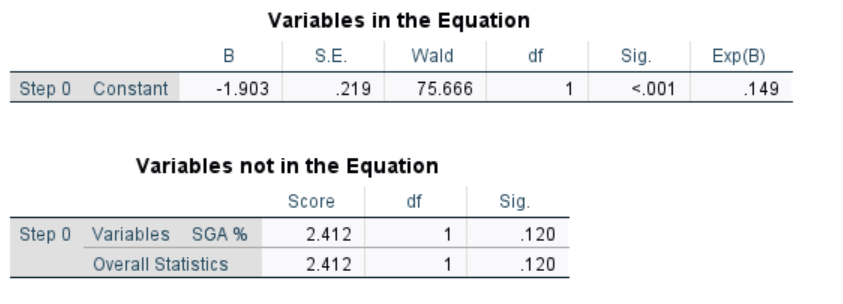 Variables in the Equation
B S.E. Wald df Sig. Exp(B)
Step 0 Constant -1.903 .219 75.666 1 <.001 .149
Variables not in the Equation
Score df Sig.
Step 0 Variables SGA % 2.412 1 .120
Overall Statistics 2.412 1 .120